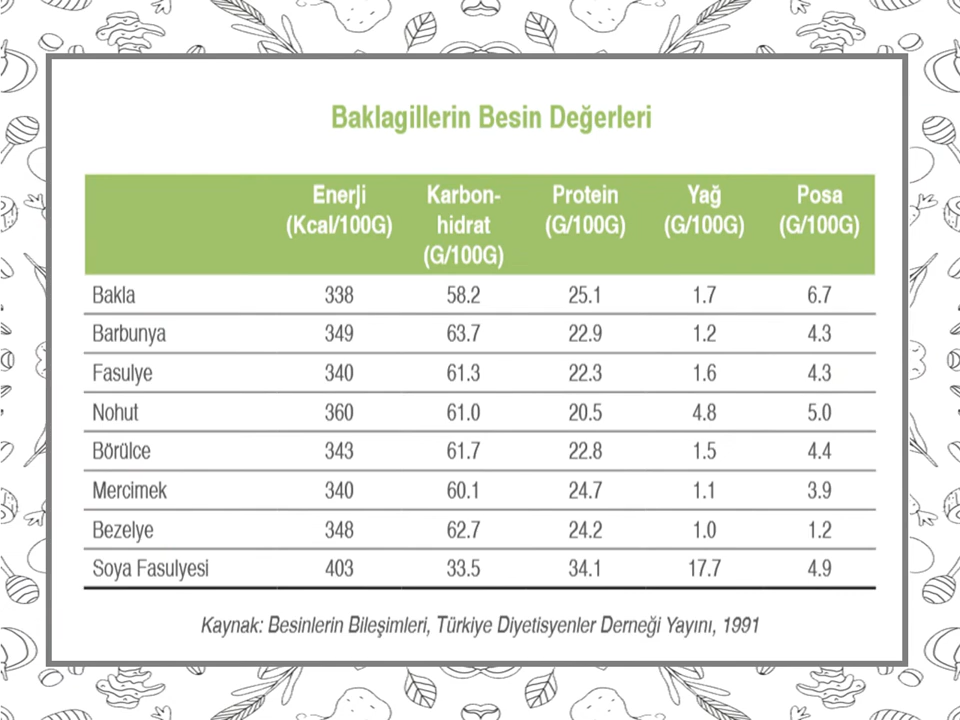 Baklagillerin Besin Değerleri
Enerji (Kcal/100G) Karbon-hidrat (G/100G) Protein (G/100G) Yağ (G/100G) Posa (G/100G)
Bakla 338 58.2 25.1 1.7 6.7
Barbunya 349 63.7 22.9 1.2 4.3
Fasulye 340 61.3 22.3 1.6 4.3
Nohut 360 61.0 20.5 4.8 5.0
Börülce 343 61.7 22.8 1.5 4.4
Mercimek 340 60.1 24.7 1.1 3.9
Bezelye 348 62.7 24.2 1.0 1.2
Soya Fasulyesi 403 33.5 34.1 17.7 4.9
Kaynak: Besinlerin Bileşimleri, Türkiye Diyetisyenler Derneği Yayını, 1991